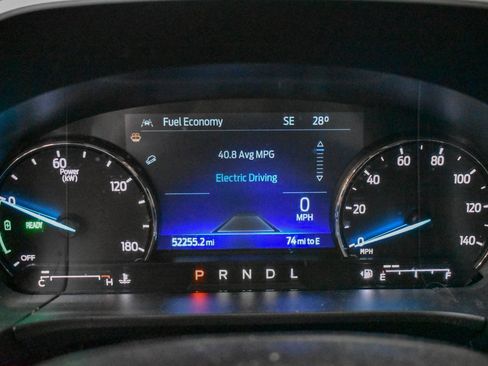 Fuel Economy SE 28°
40.8 Avg MPG
Electric Driving
0
MPH
52255.2 mi 74 mi to E
60
Power
(kW)
120
180
0
READY
OFF
C H
P R N D L
0
20
40
60
80
100
120
140
MPH
E F